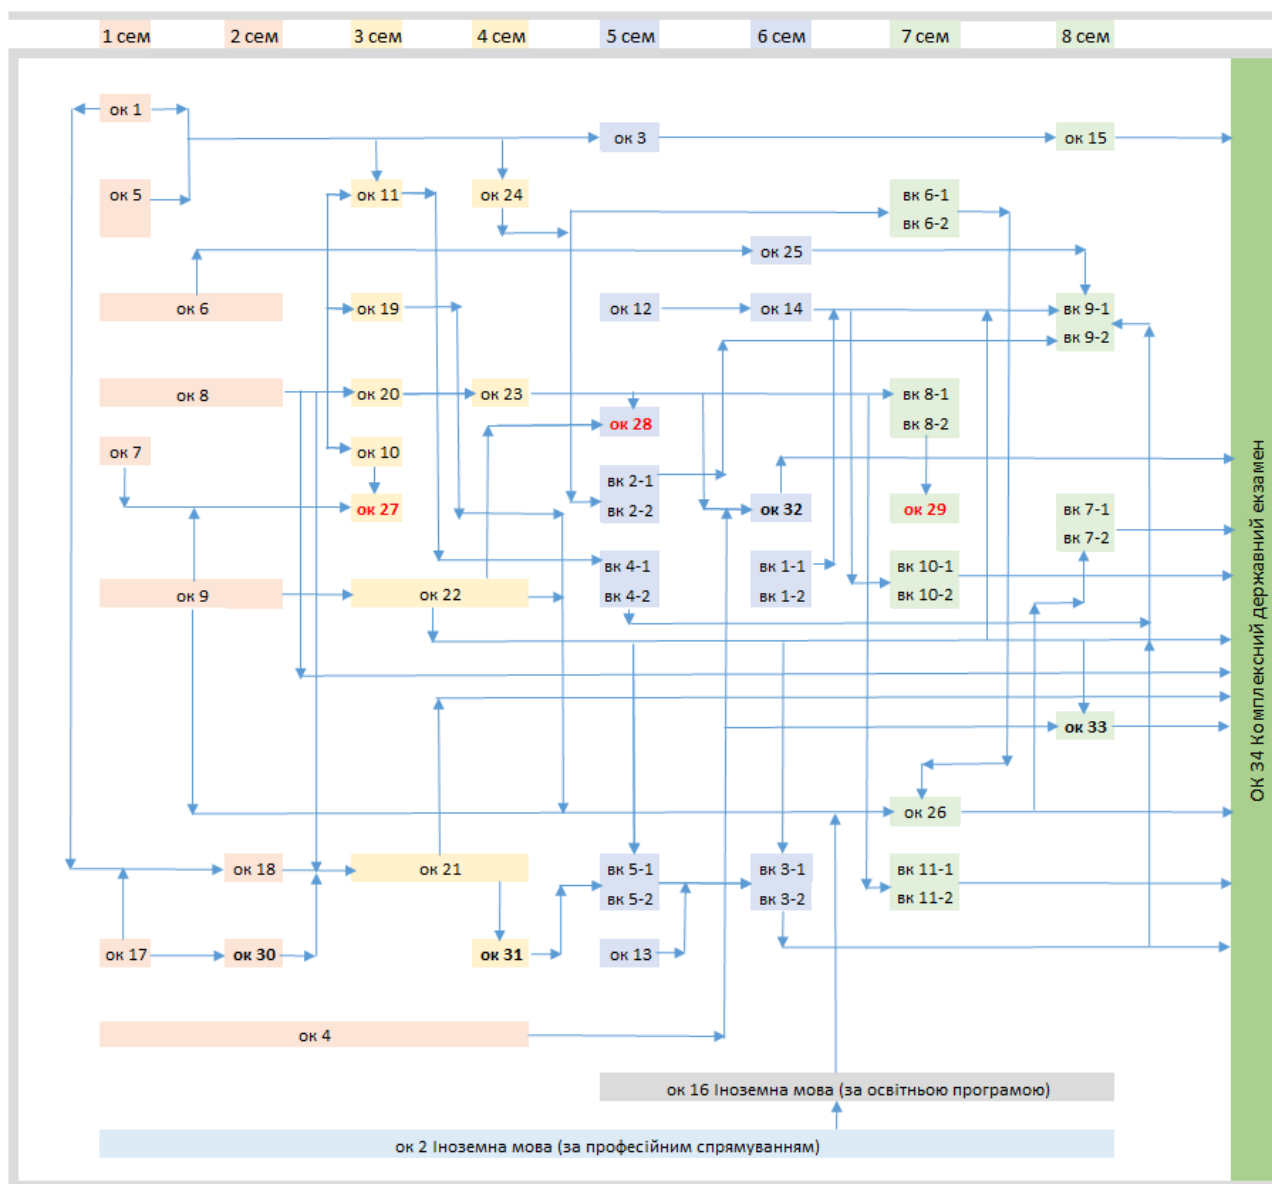 1 сем 2 сем 3 сем 4 сем 5 сем 6 сем 7 сем 8 сем
ок 1
ок 3 ок 15
ок 5 ок 11 ок 24 вк 6-1
вк 6-2
ок 25
ок 6 ок 19 ок 12 ок 14 вк 9-1
вк 9-2
ок 8 ок 20 ок 23 вк 8-1
ок 28 вк 8-2
ок 7 ок 10
вк 2-1
ок 27 вк 2-2 ок 32 ок 29 вк 7-1
вк 7-2
вк 4-1 вк 1-1 вк 10-1
ок 9 ок 22 вк 4-2 вк 1-2 вк 10-2
ок 33
ок 26
ок 18 ок 21 вк 5-1 вк 3-1 вк 11-1
вк 5-2 вк 3-2 вк 11-2
ок 17 ок 30 ок 31 ок 13
ок 4
ок 16 Іноземна мова (за освітньою програмою)
ок 2 Іноземна мова (за професійним спрямуванням)
ОК 34 Комплексний державний екзамен